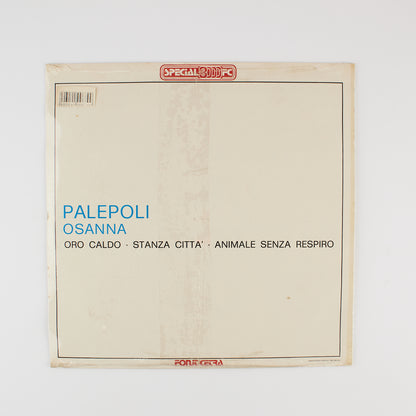 SPECIAL 3000 FC
PALEPOLI
OSANNA
ORO CALDO · STANZA CITTA' · ANIMALE SENZA RESPIRO
FONIT-CETRA